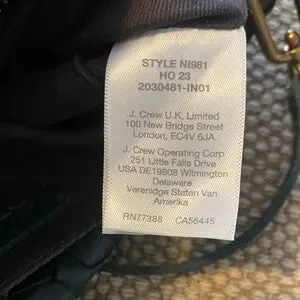 STYLE NI981
HO 23
2030481-IN01
J. Crew U.K. Limited
100 New Bridge Street
London, EC4V 6JA
J. Crew Operating Corp
251 Little Falls Drive
USA DE19808 Wilmington
Delaware
Verenidge Staten Van
Amerika
RN77388 CA56445